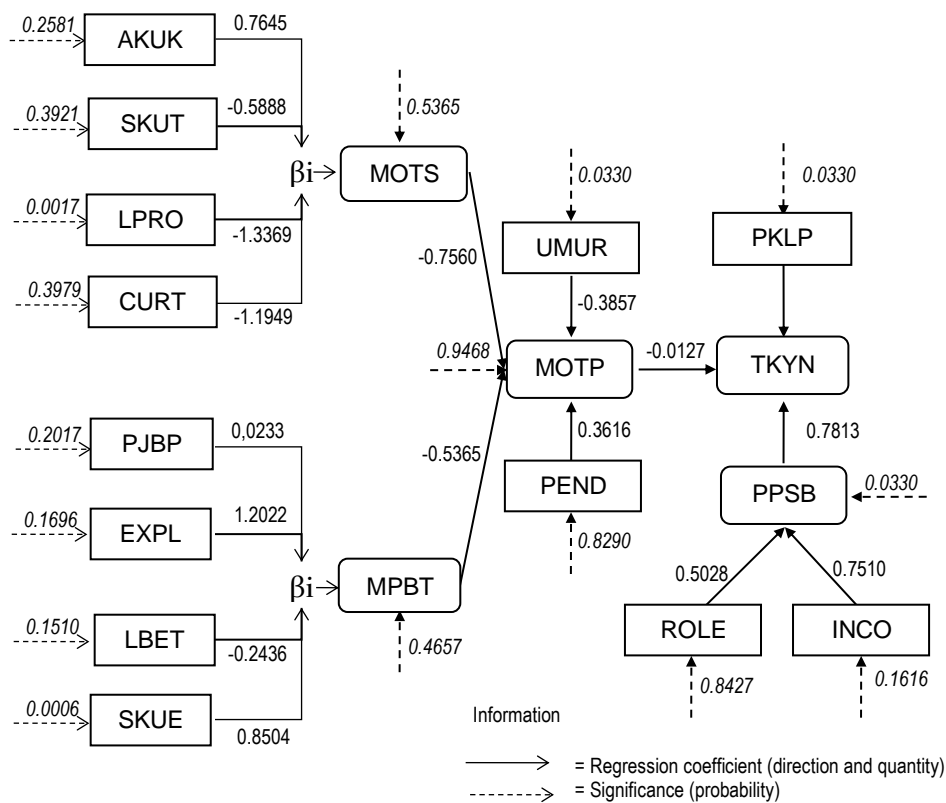 0.2581
AKUK
0.7645
0.3921
SKUT
-0.5888
0.0017
LPRO
-1.3369
0.3979
CURT
-1.1949
βi
MOTS
0.5365
-0.7560
0.0330
UMUR
-0.3857
0.0330
PKLP
0.9468
MOTP
-0.0127
TKYN
0.2017
PJBP
0,0233
0.1696
EXPL
1.2022
0.1510
LBET
-0.2436
0.0006
SKUE
0.8504
βi
MPBT
0.4657
-0.5365
0.3616
PEND
0.8290
0.7813
PPSB
0.0330
0.5028
0.7510
ROLE
INCO
0.8427
0.1616
Information
= Regression coefficient (direction and quantity)
= Significance (probability)